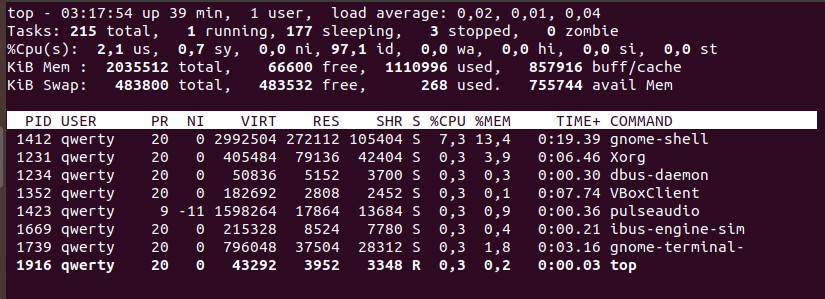 top - 03:17:54 up 39 min,  1 user,  load average: 0,02, 0,01, 0,04
Tasks: 215 total,   1 running, 177 sleeping,   3 stopped,   0 zombie
%Cpu(s):  2,1 us,  0,7 sy,  0,0 ni, 97,1 id,  0,0 wa,  0,0 hi,  0,0 si,  0,0 st
KiB Mem :  2035512 total,    66600 free,  1110996 used,   857916 buff/cache
KiB Swap:   483800 total,   483532 free,      268 used.   755744 avail Mem
  PID USER      PR  NI    VIRT    RES    SHR S %CPU %MEM     TIME+ COMMAND
 1412 qwerty    20   0 2992504 272112 105404 S  7,3 13,4   0:19.39 gnome-shell
 1231 qwerty    20   0  405484  79136  42404 S  0,3  3,9   0:06.46 Xorg
 1234 qwerty    20   0   50836   5152   3700 S  0,3  0,3   0:00.30 dbus-daemon
 1352 qwerty    20   0  182692   2808   2452 S  0,3  0,1   0:07.74 VBoxClient
 1423 qwerty     9 -11 1598264  17864  13684 S  0,3  0,9   0:00.36 pulseaudio
 1669 qwerty    20   0  215328   8524   7780 S  0,3  0,4   0:00.21 ibus-engine-sim
 1739 qwerty    20   0  796048  37504  28312 S  0,3  1,8   0:03.16 gnome-terminal-
 1916 qwerty    20   0   43292   3952   3348 R  0,3  0,2   0:00.03 top